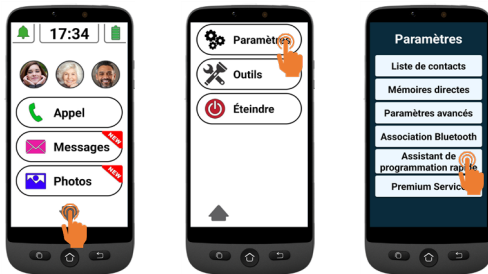 17:34
Appel
Messages
NEW
Photos
NEW
Paramètres
Outils
Éteindre
Paramètres
Liste de contacts
Mémoires directes
Paramètres avancés
Association Bluetooth
Assistant de
programmation rapide
Premium Service